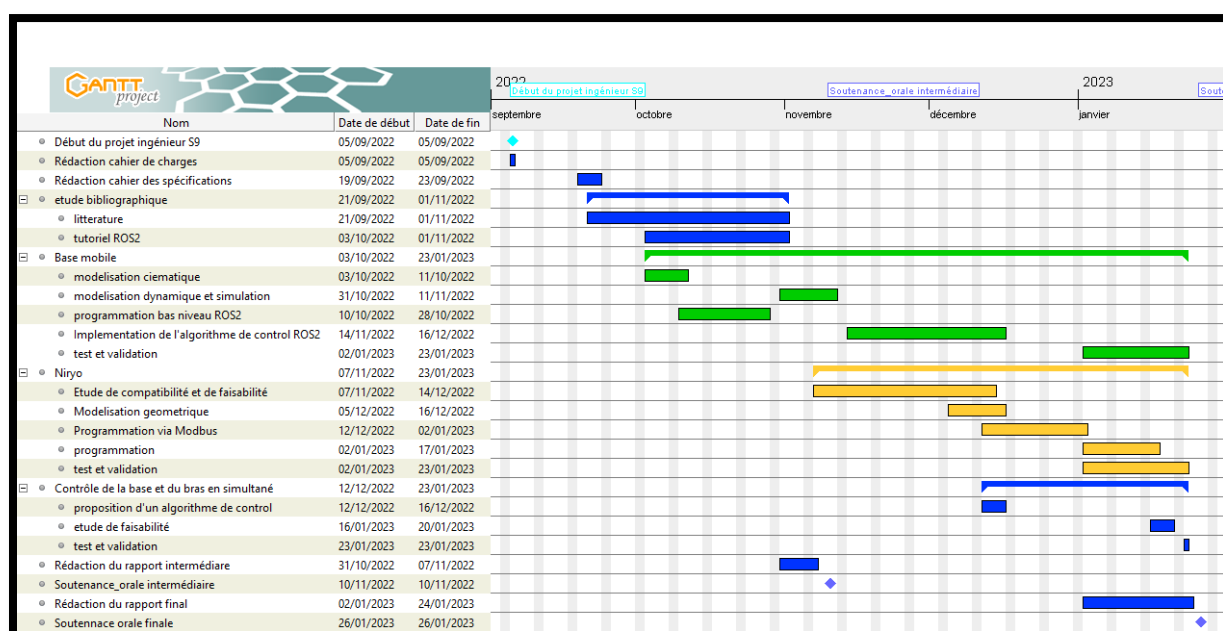 GANTT project
2022
2023
Début du projet ingénieur S9
Soutenance_orale intermédiaire
Sout
septembre octobre novembre décembre janvier
Nom Date de début Date de fin
Début du projet ingénieur S9 05/09/2022 05/09/2022
Rédaction cahier de charges 05/09/2022 05/09/2022
Rédaction cahier des spécifications 19/09/2022 23/09/2022
etude bibliographique 21/09/2022 01/11/2022
litterature 21/09/2022 01/11/2022
tutoriel ROS2 03/10/2022 01/11/2022
Base mobile 03/10/2022 23/01/2023
modelisation ciematique 03/10/2022 11/10/2022
modelisation dynamique et simulation 31/10/2022 11/11/2022
programmation bas niveau ROS2 10/10/2022 28/10/2022
Implementation de l'algorithme de control ROS2 14/11/2022 16/12/2022
test et validation 02/01/2023 23/01/2023
Niryo 07/11/2022 23/01/2023
Etude de compatibilité et de faisabilité 07/11/2022 14/12/2022
Modelisation geometrique 05/12/2022 16/12/2022
Programmation via Modbus 12/12/2022 02/01/2023
programmation 02/01/2023 17/01/2023
test et validation 02/01/2023 23/01/2023
Contrôle de la base et du bras en simultané 12/12/2022 23/01/2023
proposition d'un algorithme de control 12/12/2022 16/12/2022
etude de faisabilité 16/01/2023 20/01/2023
test et validation 23/01/2023 23/01/2023
Rédaction du rapport intermédiare 31/10/2022 07/11/2022
Soutenance_orale intermédiaire 10/11/2022 10/11/2022
Rédaction du rapport final 02/01/2023 24/01/2023
Soutennace orale finale 26/01/2023 26/01/2023